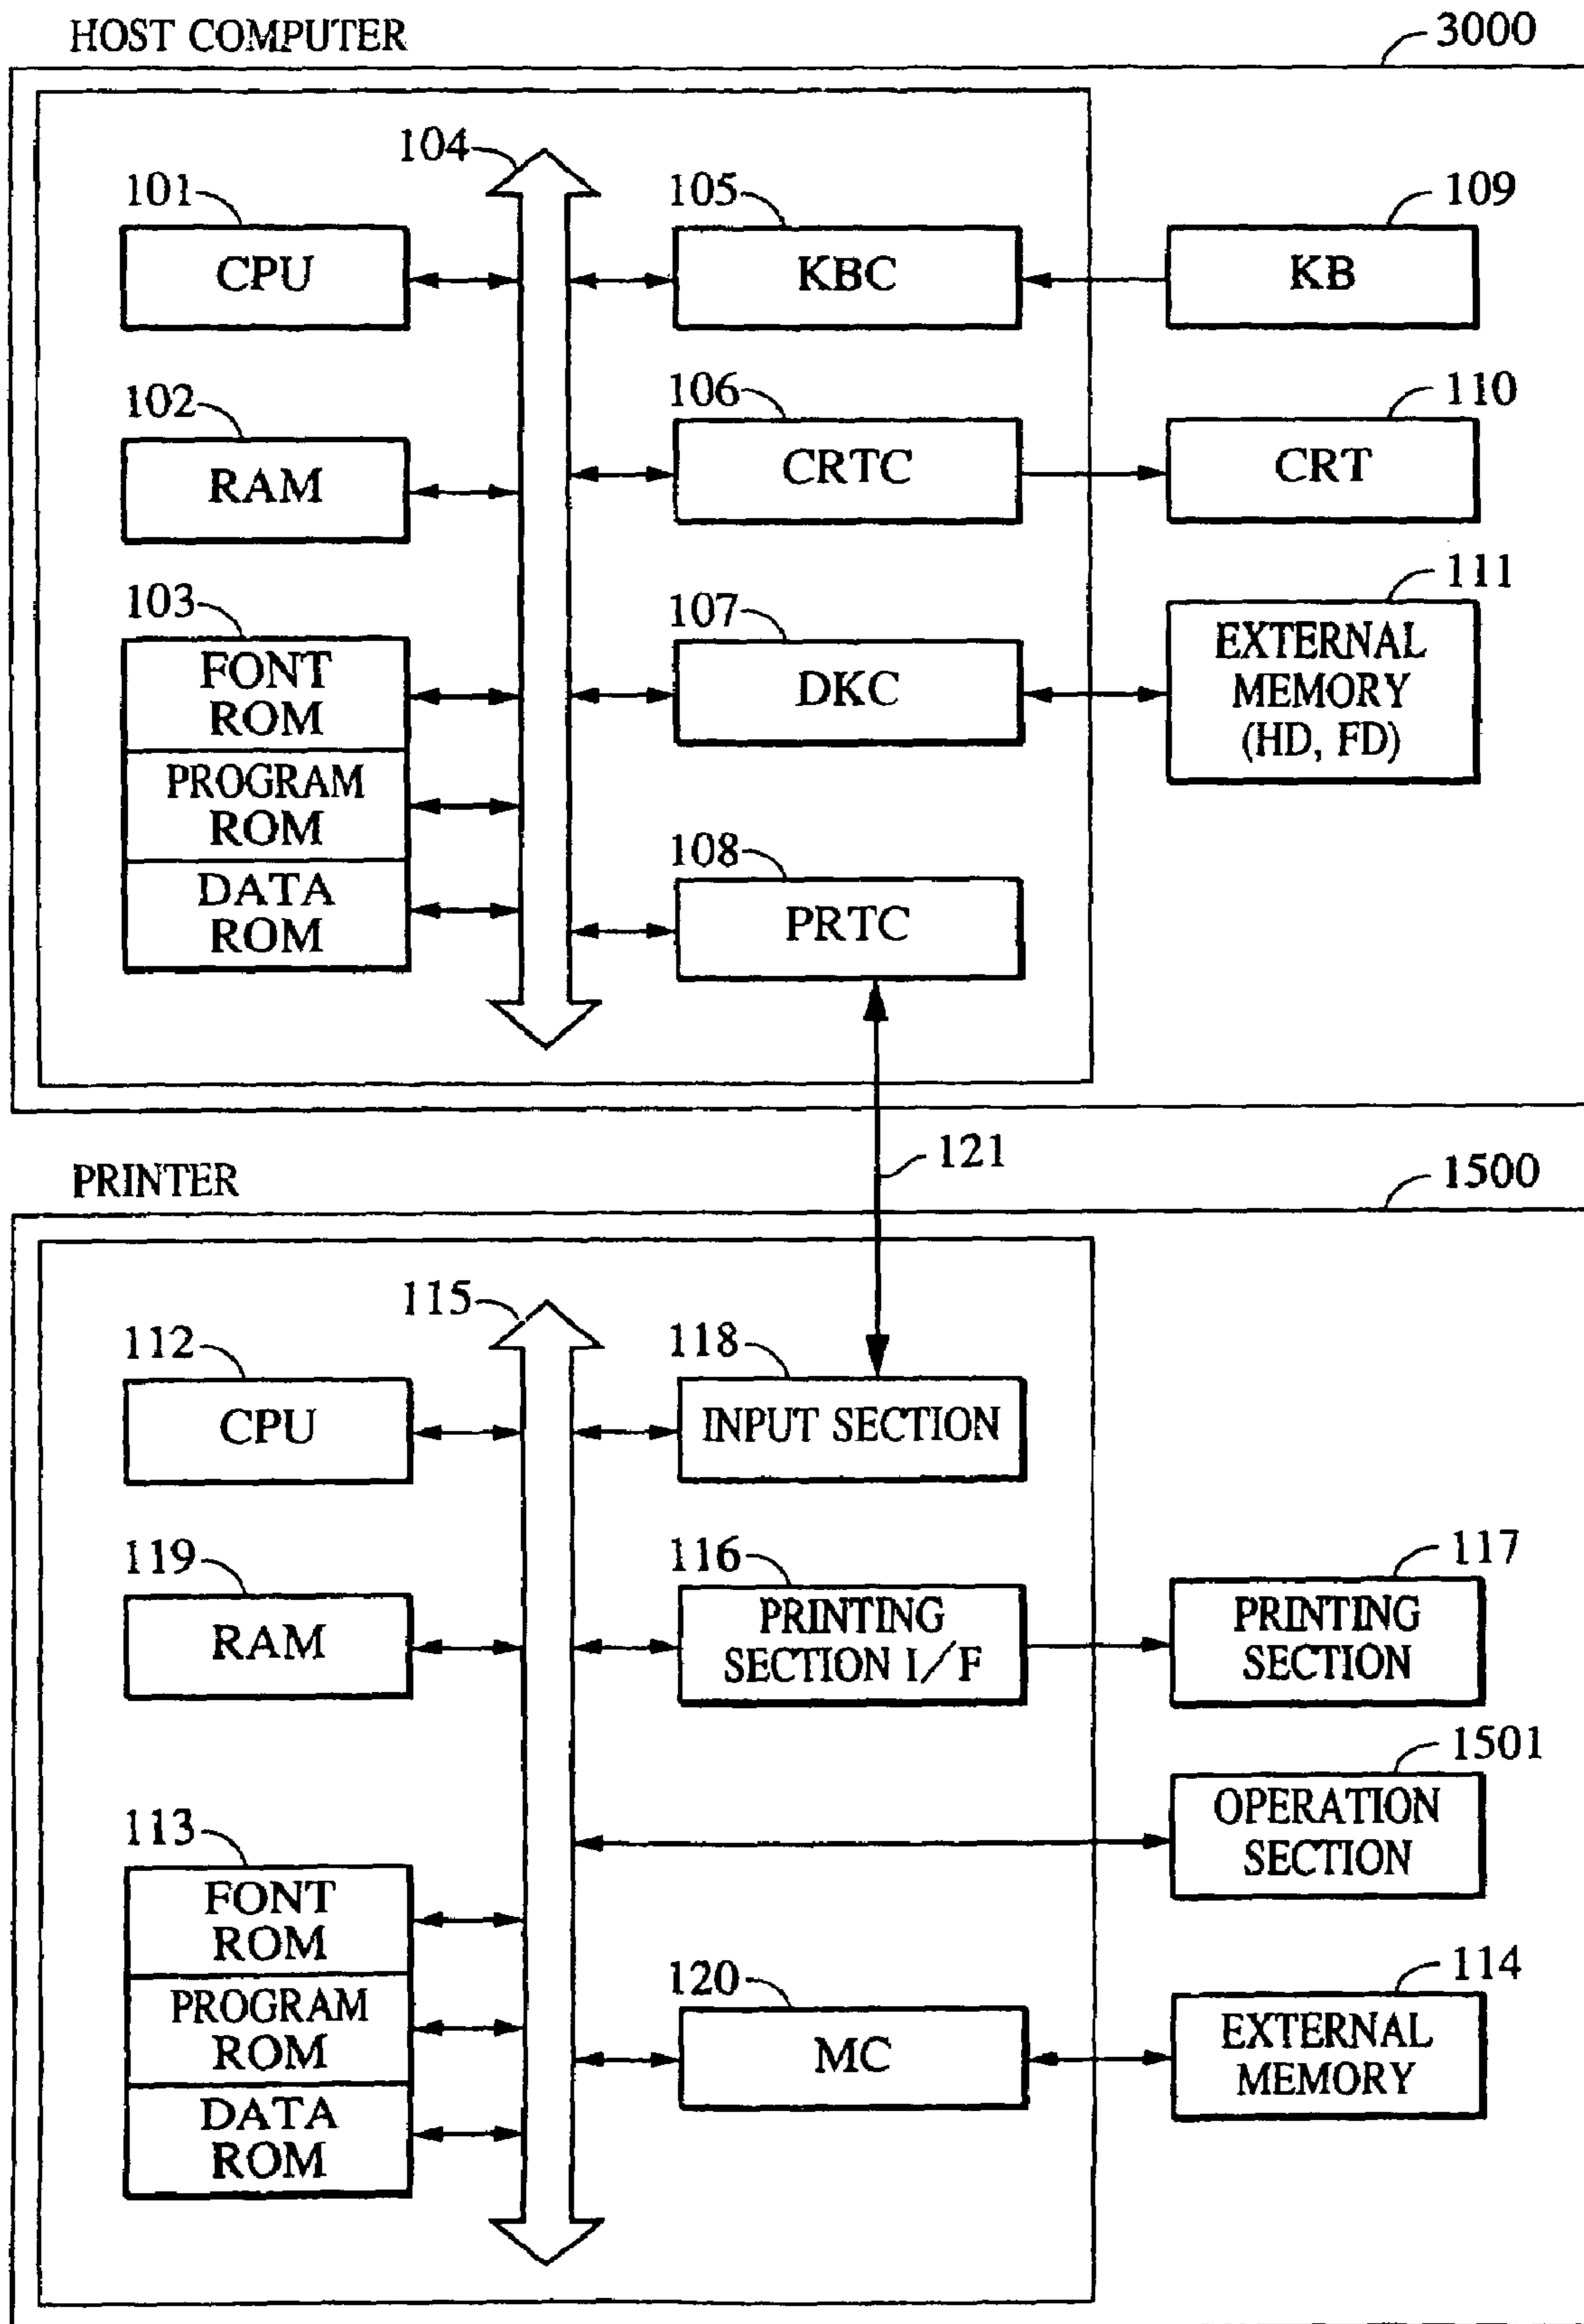 HOST COMPUTER
3000
104
101
CPU
105
KBC
109
KB
102
RAM
106
CRTC
110
CRT
103
FONT
ROM
PROGRAM
ROM
DATA
ROM
107
DKC
111
EXTERNAL
MEMORY
(HD, FD)
108
PRTC
121
PRINTER
1500
115
112
CPU
118
INPUT SECTION
119
RAM
116
PRINTING
SECTION I/F
117
PRINTING
SECTION
1501
OPERATION
SECTION
113
FONT
ROM
PROGRAM
ROM
DATA
ROM
120
MC
114
EXTERNAL
MEMORY